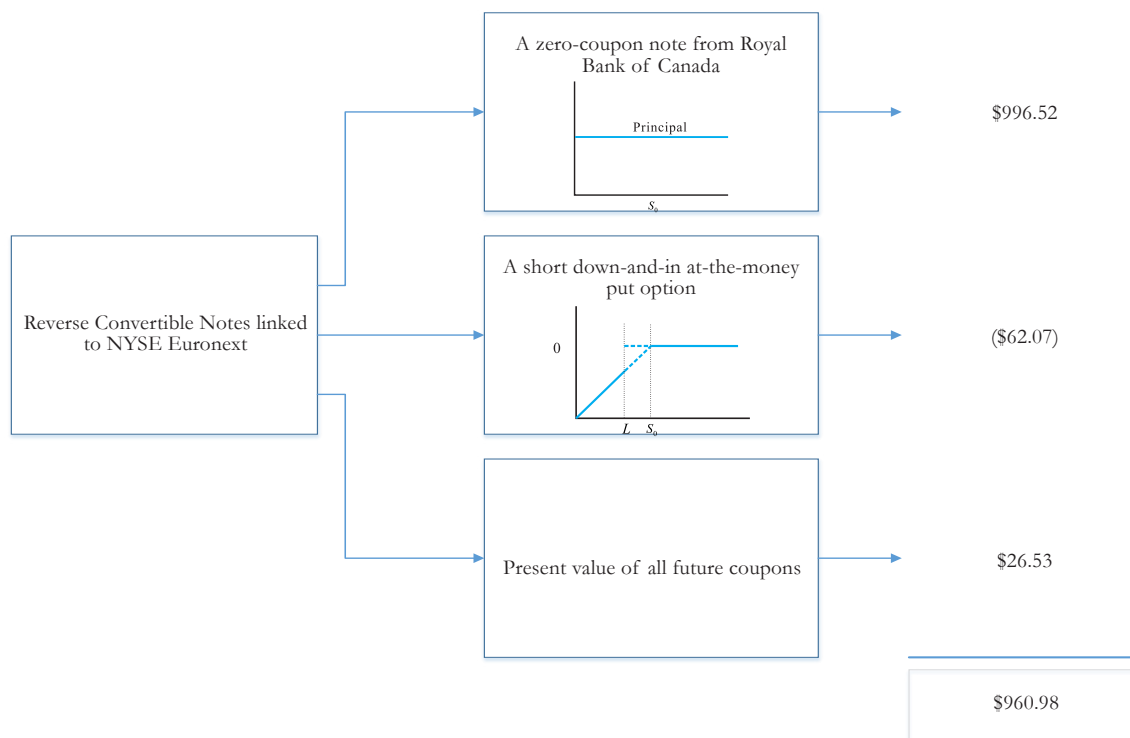 A zero-coupon note from Royal
Bank of Canada
Principal
S₀
$996.52
Reverse Convertible Notes linked
to NYSE Euronext
A short down-and-in at-the-money
put option
0
L S₀
($62.07)
Present value of all future coupons
$26.53
$960.98